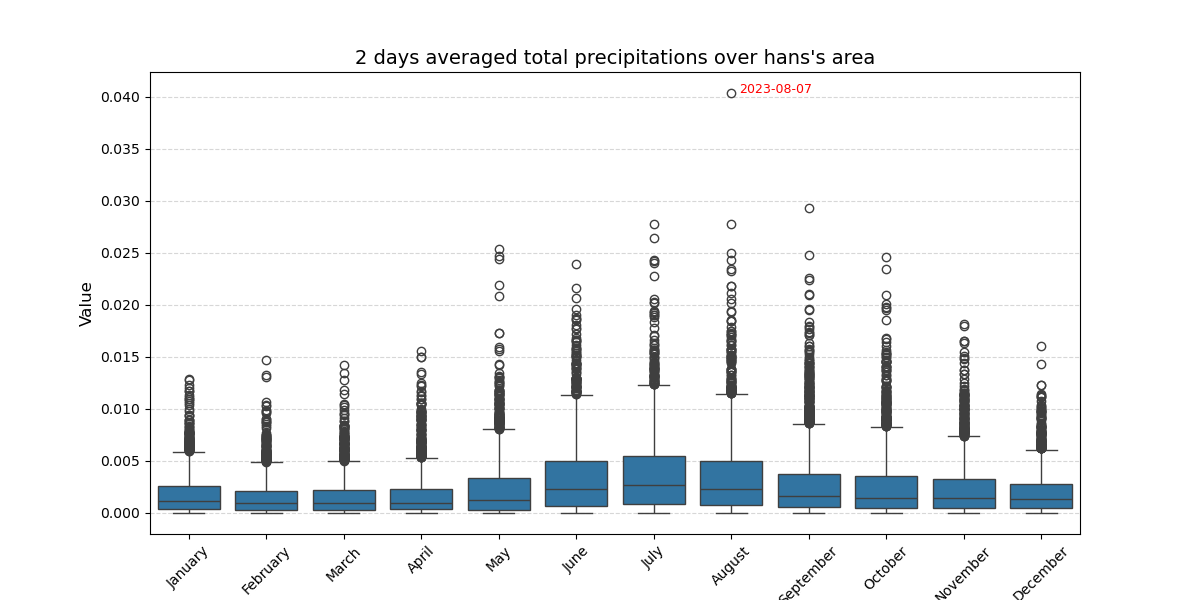 2 days averaged total precipitations over hans's area
2023-08-07
Value
0.040
0.035
0.030
0.025
0.020
0.015
0.010
0.005
0.000
January
February
March
April
May
June
July
August
September
October
November
December